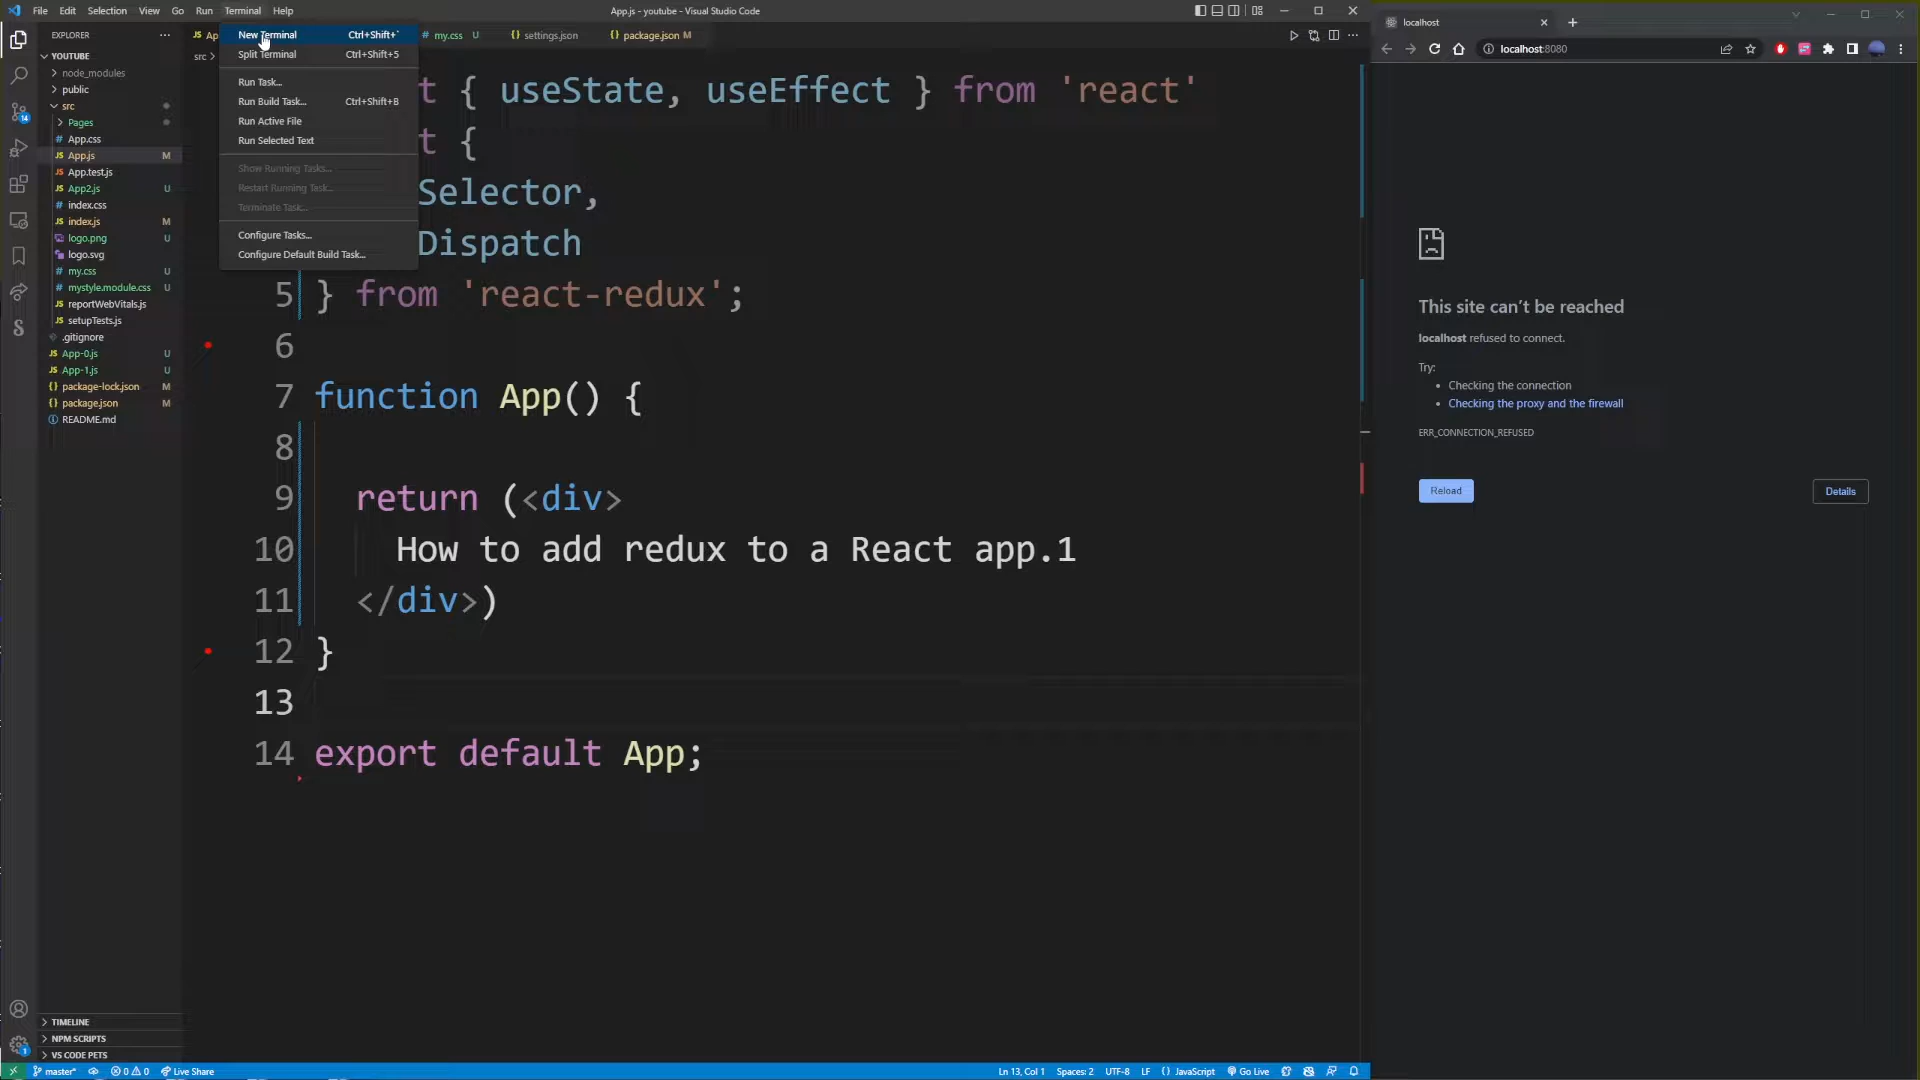 File Edit Selection View Go Run Terminal Help
App.js - youtube - Visual Studio Code
EXPLORER
YOUTUBE
node_modules
public
src
Pages
App.css
App.js M
App.test.js
App2.js U
index.css
index.js M
logo.png U
logo.svg
my.css U
mystyle.module.css U
reportWebVitals.js
setupTests.js
.gitignore
App-0.js U
App-1.js U
package-lock.json M
package.json M
README.md
TIMELINE
NPM SCRIPTS
VS CODE PETS
14
1
JS Ap
my.css U
settings.json
package.json M
src >
New Terminal Ctrl+Shift+`
Split Terminal Ctrl+Shift+5
Run Task...
Run Build Task... Ctrl+Shift+B
Run Active File
Run Selected Text
Show Running Tasks...
Restart Running Task...
Terminate Task...
Configure Tasks...
Configure Default Build Task...
t { useState, useEffect } from 'react'
t {
Selector,
Dispatch
5 } from 'react-redux';
6
7 function App() {
8
9 return (<div>
10 How to add redux to a React app.1
11 </div>)
12 }
13
14 export default App;
master* 0 0 Live Share
Ln 13, Col 1 Spaces: 2 UTF-8 LF {} JavaScript Go Live
localhost
localhost:8080
This site can't be reached
localhost refused to connect.
Try:
• Checking the connection
• Checking the proxy and the firewall
ERR_CONNECTION_REFUSED
Reload
Details